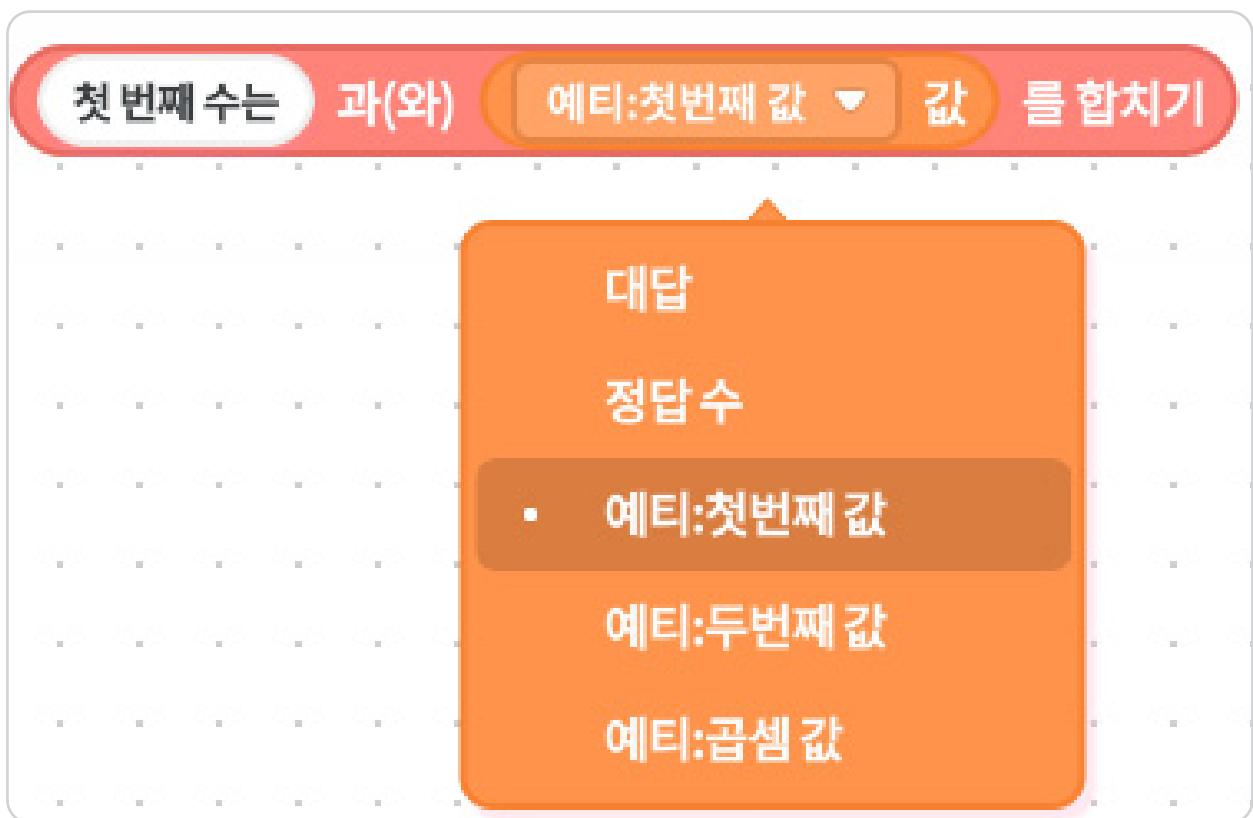 첫 번째 수는 과(와) 예티:첫번째 값 값 를 합치기
대답
정답 수
예티:첫번째 값
예티:두번째 값
예티:곱셈 값